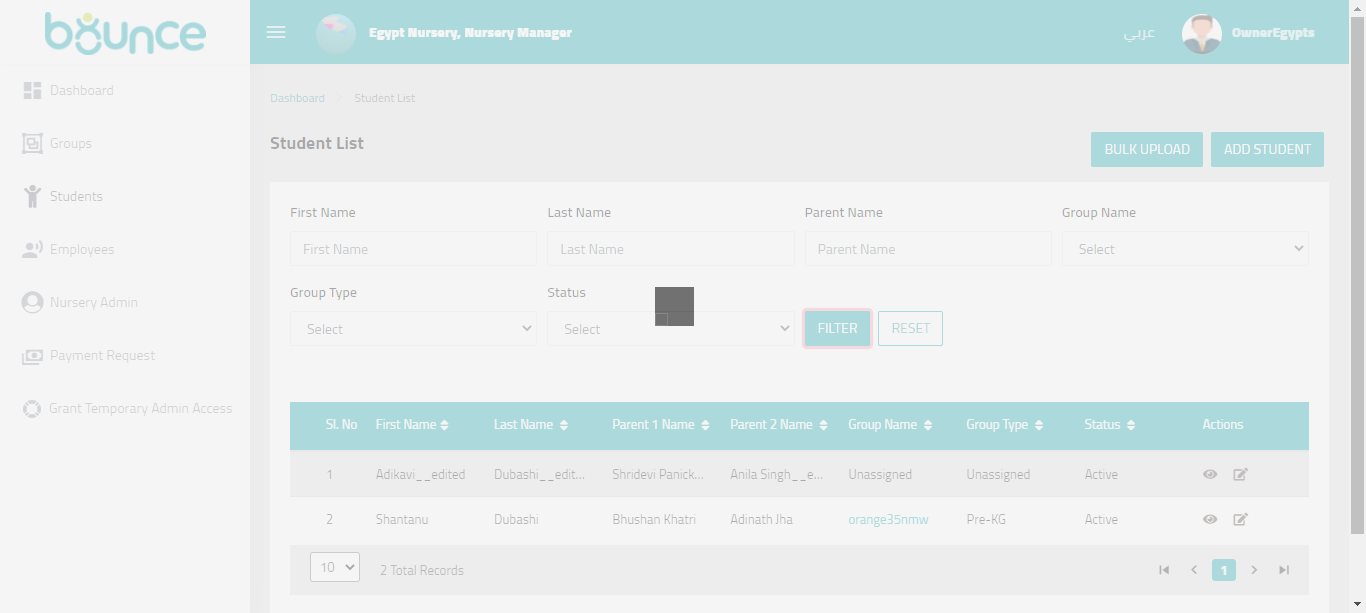 bounce
Egypt Nursery, Nursery Manager
عربي
OwnerEgypts
Dashboard
Groups
Students
Employees
Nursery Admin
Payment Request
Grant Temporary Admin Access
Dashboard > Student List
Student List
BULK UPLOAD
ADD STUDENT
First Name Last Name Parent Name Group Name
First Name Last Name Parent Name Select
Group Type Status
Select Select FILTER RESET
Sl. No First Name Last Name Parent 1 Name Parent 2 Name Group Name Group Type Status Actions
1 Adikavi__edited Dubashi__edit... Shridevi Panick... Anila Singh__e... Unassigned Unassigned Active
2 Shantanu Dubashi Bhushan Khatri Adinath Jha orange35nmw Pre-KG Active
10 2 Total Records 1